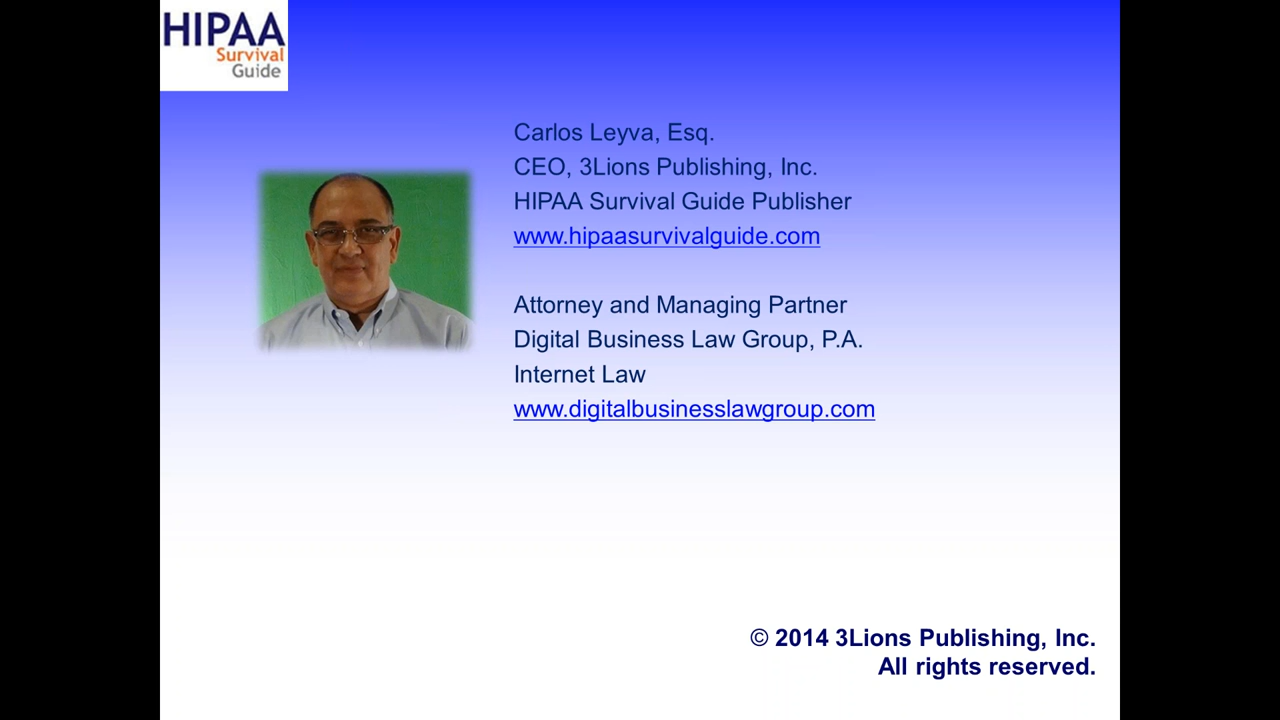 HIPAA
Survival
Guide
Carlos Leyva, Esq.
CEO, 3Lions Publishing, Inc.
HIPAA Survival Guide Publisher
www.hipaasurvivalguide.com
Attorney and Managing Partner
Digital Business Law Group, P.A.
Internet Law
www.digitalbusinesslawgroup.com
© 2014 3Lions Publishing, Inc.
All rights reserved.